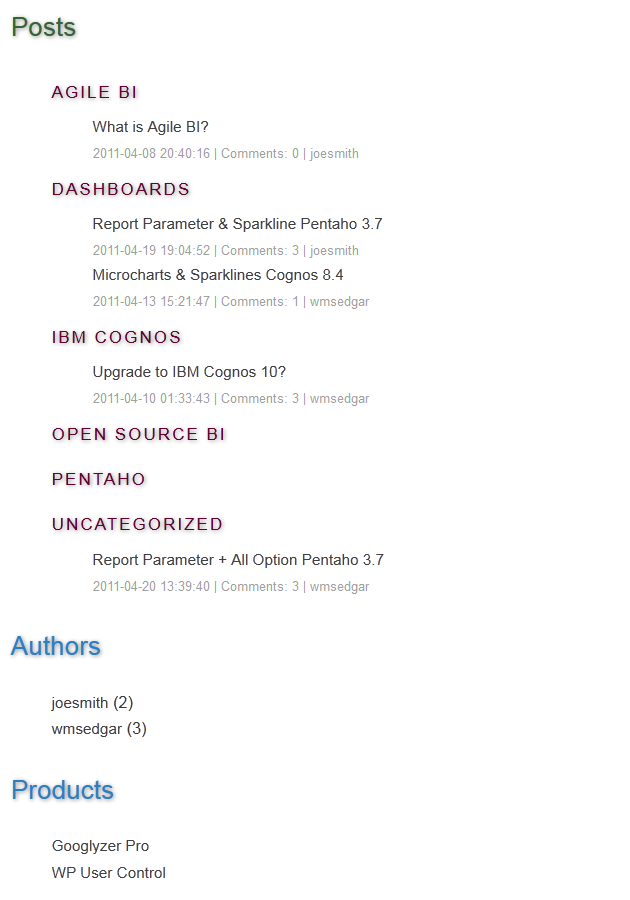 Posts
AGILE BI
What is Agile BI?
2011-04-08 20:40:16 | Comments: 0 | joesmith
DASHBOARDS
Report Parameter & Sparkline Pentaho 3.7
2011-04-19 19:04:52 | Comments: 3 | joesmith
Microcharts & Sparklines Cognos 8.4
2011-04-13 15:21:47 | Comments: 1 | wmsedgar
IBM COGNOS
Upgrade to IBM Cognos 10?
2011-04-10 01:33:43 | Comments: 3 | wmsedgar
OPEN SOURCE BI
PENTAHO
UNCATEGORIZED
Report Parameter + All Option Pentaho 3.7
2011-04-20 13:39:40 | Comments: 3 | wmsedgar
Authors
joesmith (2)
wmsedgar (3)
Products
Googlyzer Pro
WP User Control